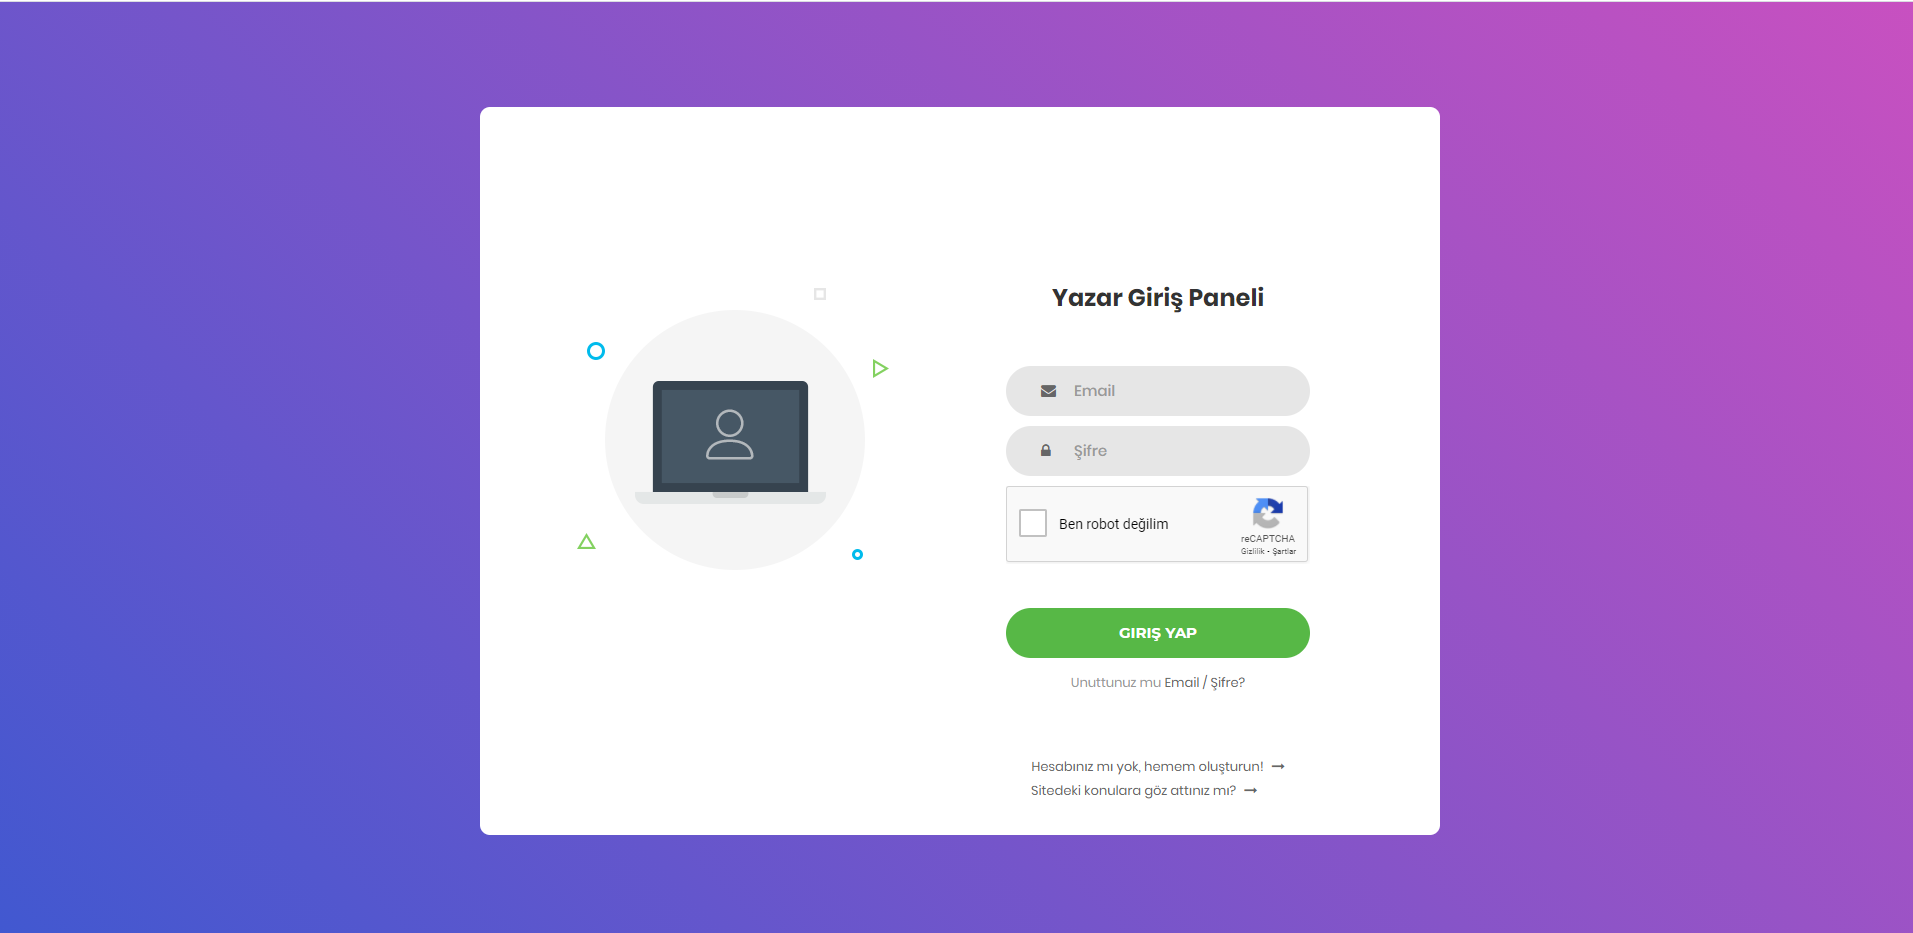 Yazar Giriş Paneli
Email
Şifre
Ben robot değilim
reCAPTCHA
Gizlilik - Şartlar
GIRIŞ YAP
Unuttunuz mu Email / Şifre?
Hesabınız mı yok, hemem oluşturun!
Sitedeki konulara göz attınız mı?